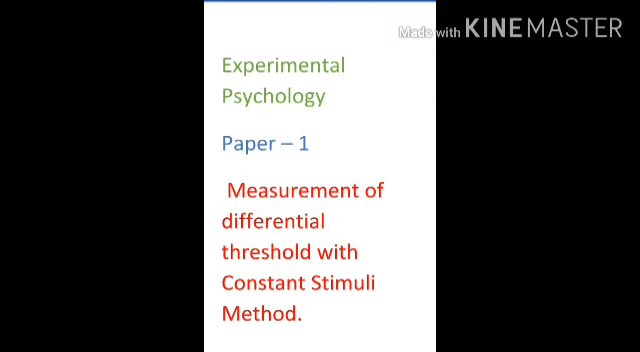 Made with KINEMASTER
Experimental
Psychology
Paper – 1
Measurement of
differential
threshold with
Constant Stimuli
Method.